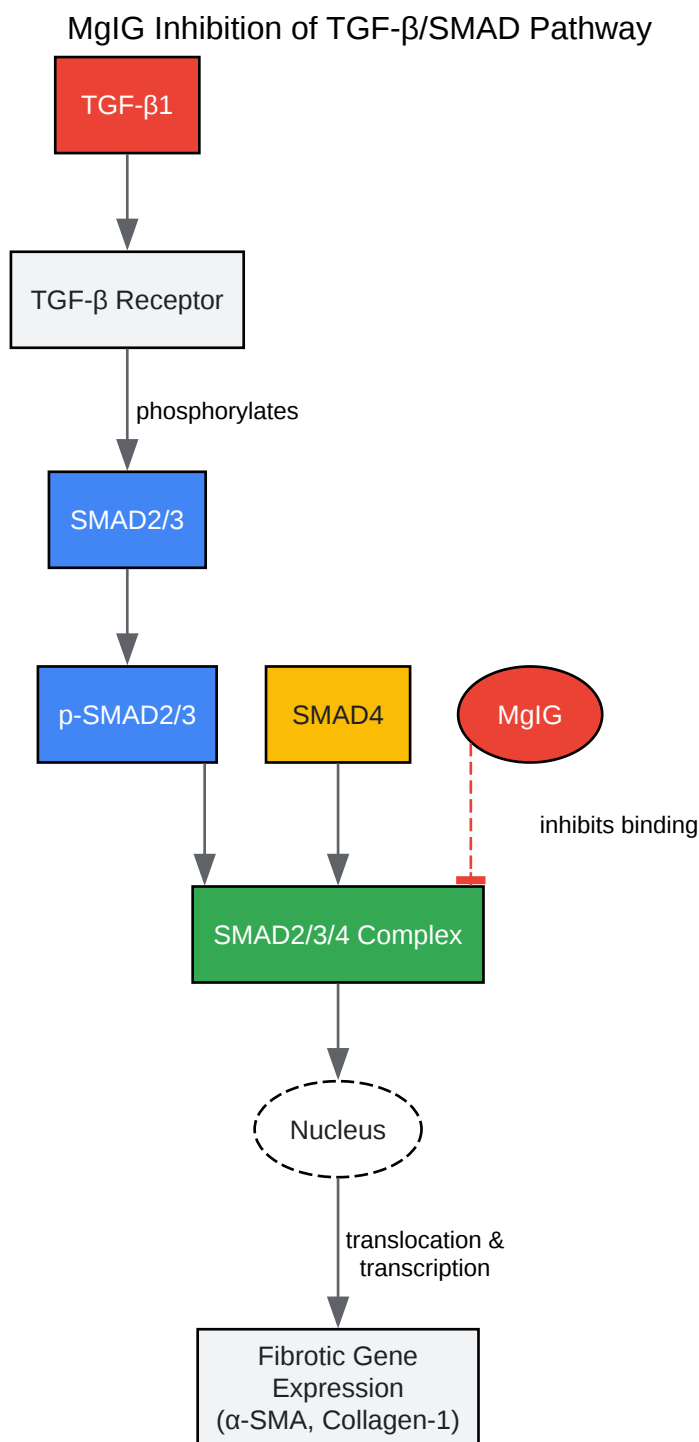 MgIG Inhibition of TGF-β/SMAD Pathway
TGF-β1
TGF-β Receptor
phosphorylates
SMAD2/3
p-SMAD2/3
SMAD4
MgIG
inhibits binding
SMAD2/3/4 Complex
Nucleus
translocation &
transcription
Fibrotic Gene
Expression
(α-SMA, Collagen-1)